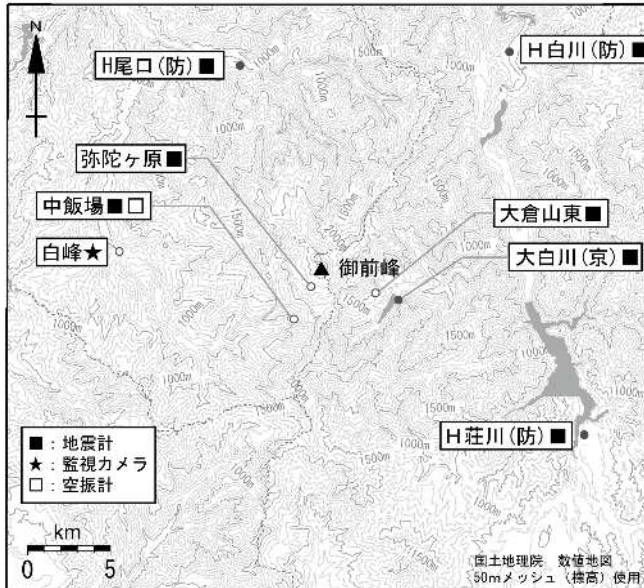 N
H尾口(防)■
H白川(防)■
弥陀ヶ原■
中飯場■□
白峰★
大倉山東■
▲ 御前峰
大白川(京)■
H荘川(防)■
■：地震計
★：監視カメラ
□：空振計
km
0 5
国土地理院 数値地図
50mメッシュ（標高）使用
1000m
1500m
2000m